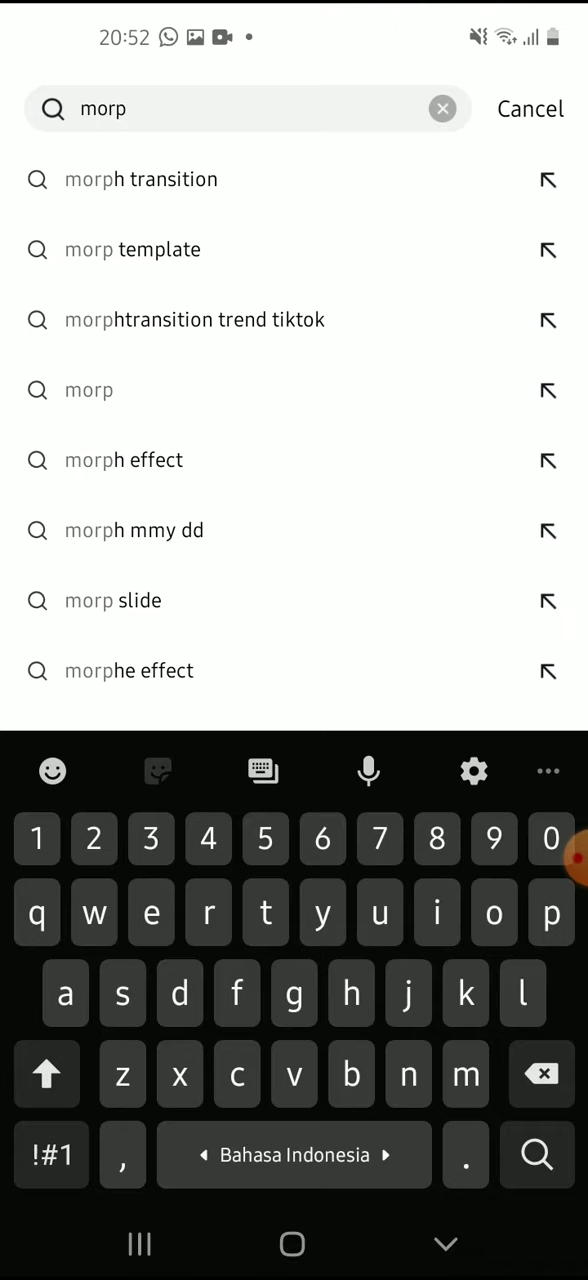 20:52
morp
Cancel
morph transition
morp template
morphtransition trend tiktok
morp
morph effect
morph mmy dd
morp slide
morphe effect
1 2 3 4 5 6 7 8 9 0
q w e r t y u i o p
a s d f g h j k l
z x c v b n m
!#1 , Bahasa Indonesia .